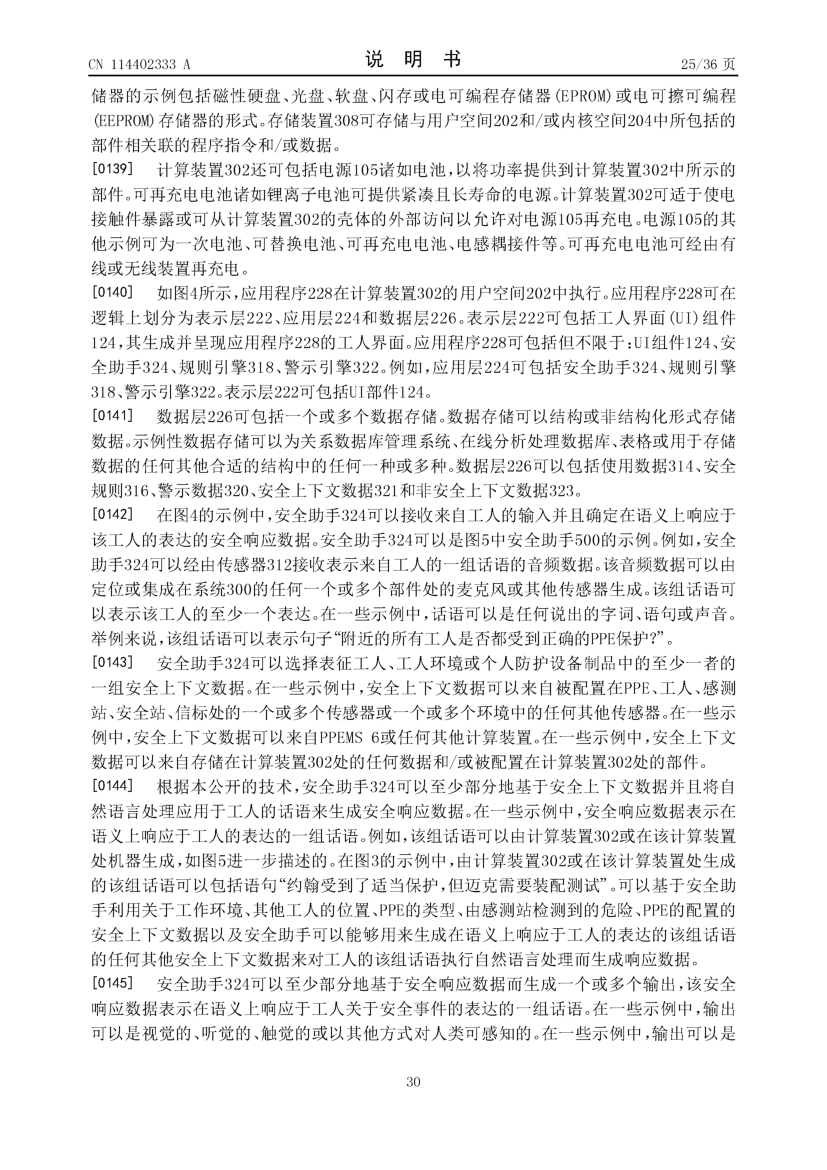 CN 114402333 A
说 明 书
25/36 页
储器的示例包括磁性硬盘、光盘、软盘、闪存或电可编程存储器(EPROM)或电可擦可编程
(EEPROM)存储器的形式。存储装置308可存储与用户空间202和/或内核空间204中所包括的
部件相关联的程序指令和/或数据。
[0139] 计算装置302还可包括电源105诸如电池,以将功率提供到计算装置302中所示的
部件。可再充电电池诸如锂离子电池可提供紧凑且长寿命的电源。计算装置302可适于使电
接触件暴露或可从计算装置302的壳体的外部访问以允许对电源105再充电。电源105的其
他示例可为一次电池、可替换电池、可再充电电池、电感耦接件等。可再充电电池可经由有
线或无线装置再充电。
[0140] 如图4所示,应用程序228在计算装置302的用户空间202中执行。应用程序228可在
逻辑上划分为表示层222、应用层224和数据层226。表示层222可包括工人界面(UI)组件
124,其生成并呈现应用程序228的工人界面。应用程序228可包括但不限于:UI组件124、安
全助手324、规则引擎318、警示引擎322。例如,应用层224可包括安全助手324、规则引擎
318、警示引擎322。表示层222可包括UI部件124。
[0141] 数据层226可包括一个或多个数据存储。数据存储可以结构或非结构化形式存储
数据。示例性数据存储可以为关系数据库管理系统、在线分析处理数据库、表格或用于存储
数据的任何其他合适的结构中的任何一种或多种。数据层226可以包括使用数据314、安全
规则316、警示数据320、安全上下文数据321和非安全上下文数据323。
[0142] 在图4的示例中,安全助手324可以接收来自工人的输入并且确定在语义上响应于
该工人的表达的安全响应数据。安全助手324可以是图5中安全助手500的示例。例如,安全
助手324可以经由传感器312接收表示来自工人的一组话语的音频数据。该音频数据可以由
定位或集成在系统300的任何一个或多个部件处的麦克风或其他传感器生成。该组话语可
以表示该工人的至少一个表达。在一些示例中,话语可以是任何说出的字词、语句或声音。
举例来说,该组话语可以表示句子“附近的所有工人是否都受到正确的PPE保护?”。
[0143] 安全助手324可以选择表征工人、工人环境或个人防护设备制品中的至少一者的
一组安全上下文数据。在一些示例中,安全上下文数据可以来自被配置在PPE、工人、感测
站、安全站、信标处的一个或多个传感器或一个或多个环境中的任何其他传感器。在一些示
例中,安全上下文数据可以来自PPEMS 6或任何其他计算装置。在一些示例中,安全上下文
数据可以来自存储在计算装置302处的任何数据和/或被配置在计算装置302处的部件。
[0144] 根据本公开的技术,安全助手324可以至少部分地基于安全上下文数据并且将自
然语言处理应用于工人的话语来生成安全响应数据。在一些示例中,安全响应数据表示在
语义上响应于工人的表达的一组话语。例如,该组话语可以由计算装置302或在该计算装置
处机器生成,如图5进一步描述的。在图3的示例中,由计算装置302或在该计算装置处生成
的该组话语可以包括语句“约翰受到了适当保护,但迈克需要装配测试”。可以基于安全助
手利用关于工作环境、其他工人的位置、PPE的类型、由感测站检测到的危险、PPE的配置的
安全上下文数据以及安全助手可以能够用来生成在语义上响应于工人的表达的该组话语
的任何其他安全上下文数据来对工人的该组话语执行自然语言处理而生成响应数据。
[0145] 安全助手324可以至少部分地基于安全响应数据而生成一个或多个输出,该安全
响应数据表示在语义上响应于工人关于安全事件的表达的一组话语。在一些示例中,输出
可以是视觉的、听觉的、触觉的或以其他方式对人类可感知的。在一些示例中,输出可以是
30